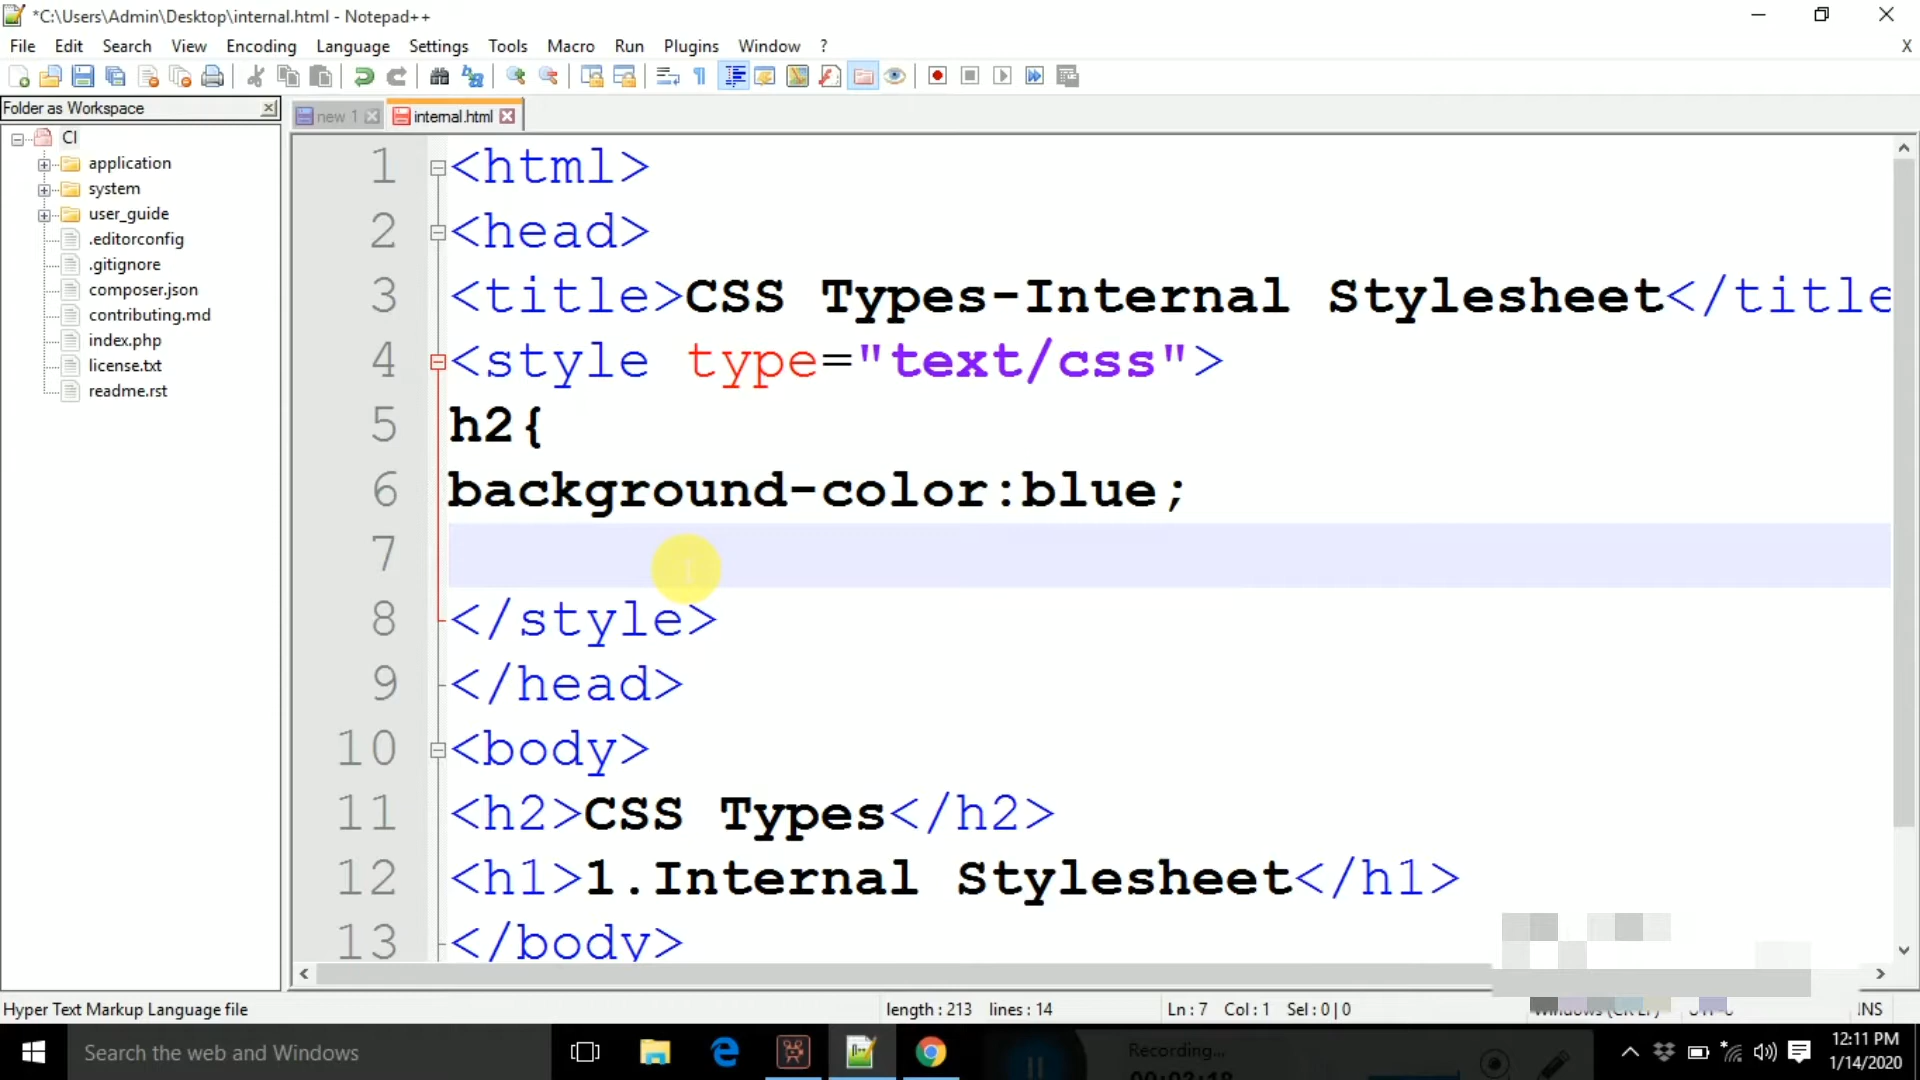 *C:\Users\Admin\Desktop\internal.html - Notepad++
File Edit Search View Encoding Language Settings Tools Macro Run Plugins Window ?
X
Folder as Workspace
new 1
internal.html
CI
application
system
user_guide
.editorconfig
.gitignore
composer.json
contributing.md
index.php
license.txt
readme.rst
1 <html>
2 <head>
3 <title>CSS Types-Internal Stylesheet</title
4 <style type="text/css">
5 h2{
6 background-color:blue;
7
8 </style>
9 </head>
10 <body>
11 <h2>CSS Types</h2>
12 <h1>1.Internal Stylesheet</h1>
13 </body>
Hyper Text Markup Language file
length : 213 lines : 14
Ln : 7 Col : 1 Sel : 0 | 0
INS
Search the web and Windows
Recording...
12:11 PM
1/14/2020